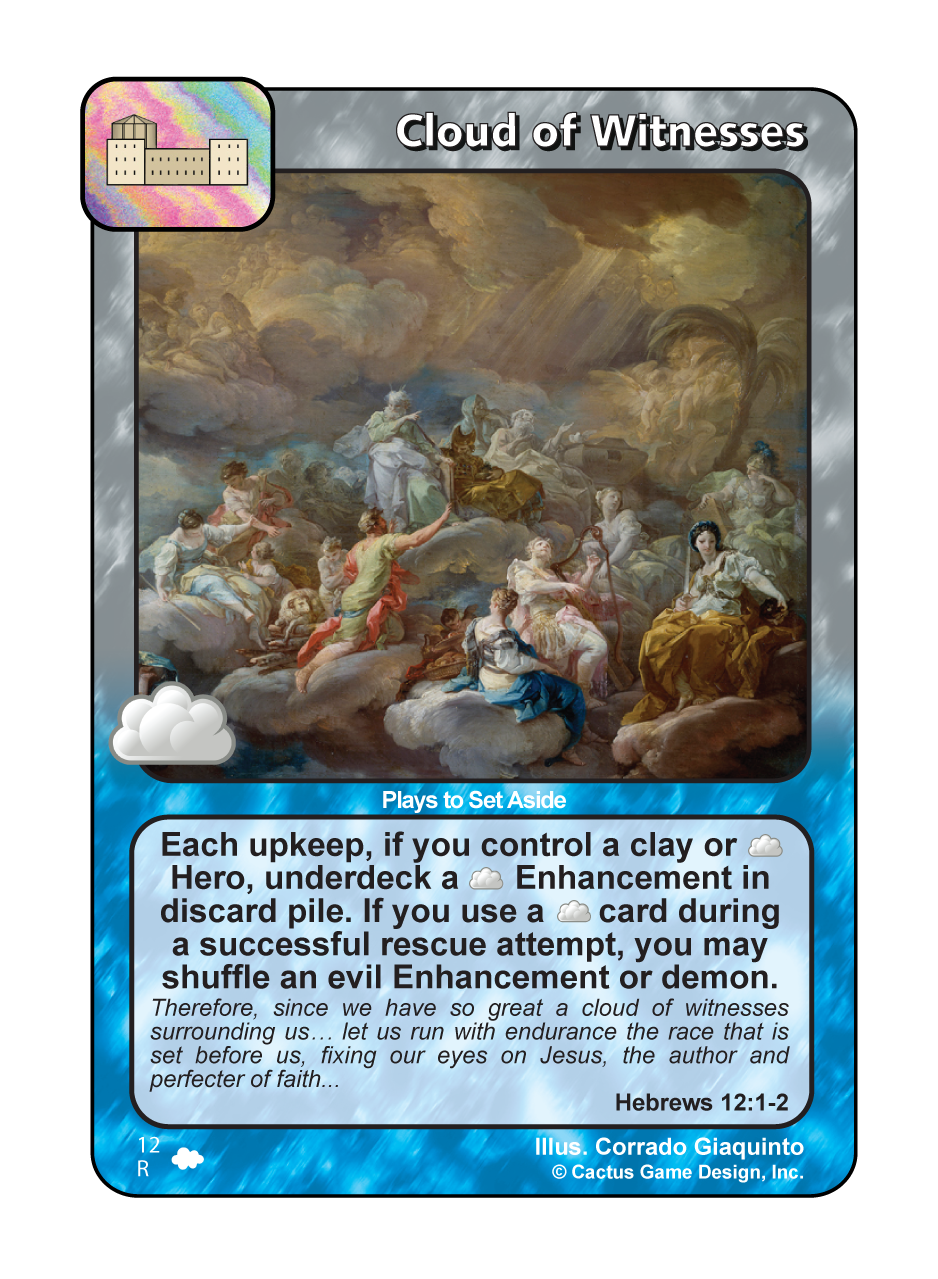 Cloud of Witnesses
Plays to Set Aside
Each upkeep, if you control a clay or
Hero, underdeck a Enhancement in
discard pile. If you use a card during
a successful rescue attempt, you may
shuffle an evil Enhancement or demon.
Therefore, since we have so great a cloud of witnesses
surrounding us… let us run with endurance the race that is
set before us, fixing our eyes on Jesus, the author and
perfecter of faith...
Hebrews 12:1-2
12
R
Illus. Corrado Giaquinto
© Cactus Game Design, Inc.